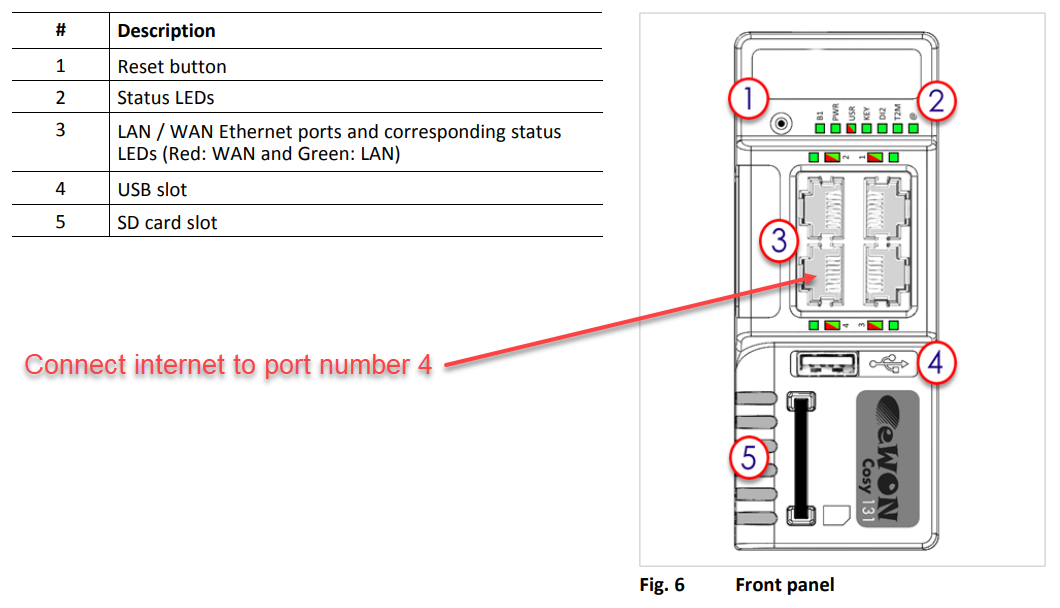 # Description
1 Reset button
2 Status LEDs
3 LAN / WAN Ethernet ports and corresponding status
LEDs (Red: WAN and Green: LAN)
4 USB slot
5 SD card slot
Connect internet to port number 4
1
2
B1 PWR USR KEY DI2 T2M @
2 1
3
4 3
4
5
eWON
Cosy 131
Fig. 6 Front panel